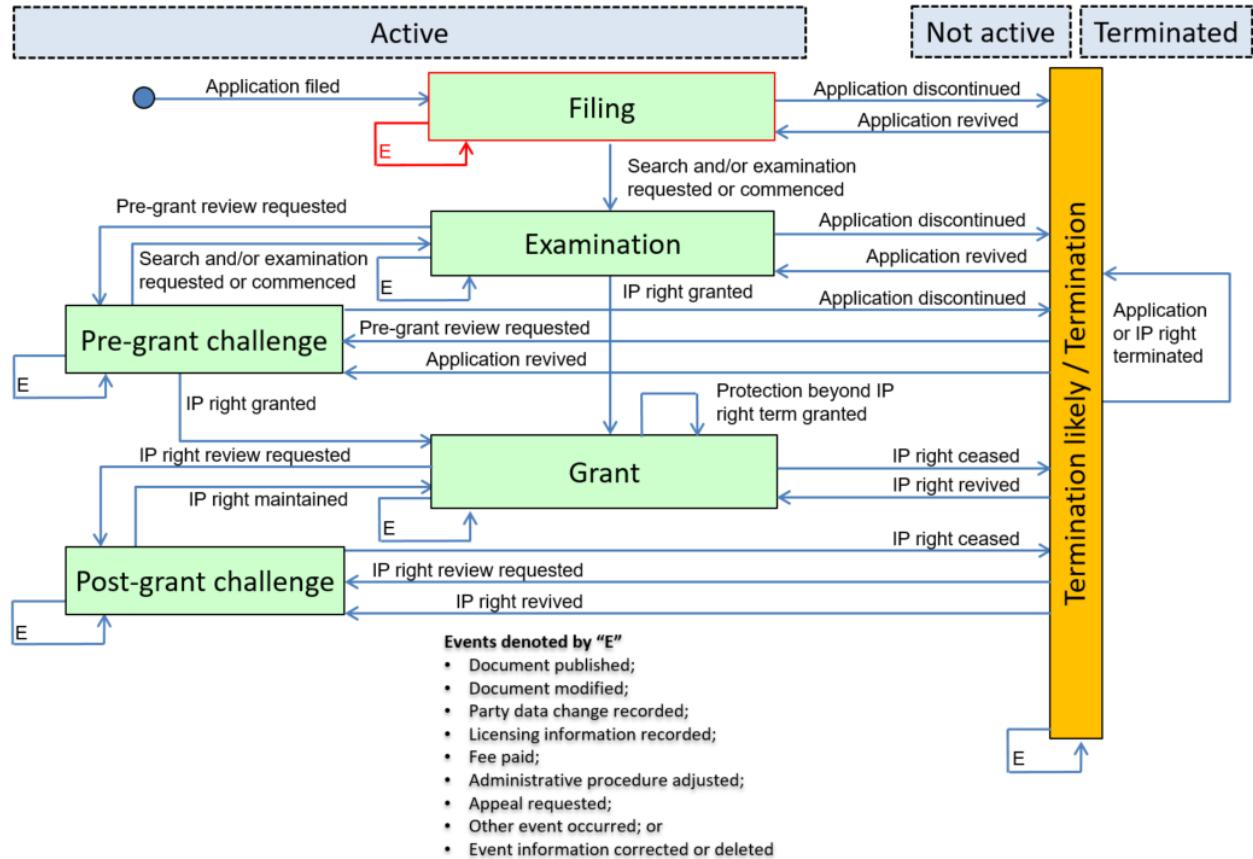 Active
Not active
Terminated
Application filed
Filing
Application discontinued
Application revived
E
Search and/or examination
requested or commenced
Pre-grant review requested
Examination
Application discontinued
Application revived
Search and/or examination
requested or commenced
E
IP right granted
Application discontinued
Pre-grant challenge
Pre-grant review requested
Application revived
E
IP right granted
Protection beyond IP
right term granted
Application
or IP right
terminated
Termination likely / Termination
IP right review requested
Grant
IP right ceased
IP right revived
IP right maintained
E
IP right ceased
Post-grant challenge
IP right review requested
IP right revived
E
Events denoted by “E”
• Document published;
• Document modified;
• Party data change recorded;
• Licensing information recorded;
• Fee paid;
• Administrative procedure adjusted;
• Appeal requested;
• Other event occurred; or
• Event information corrected or deleted
E